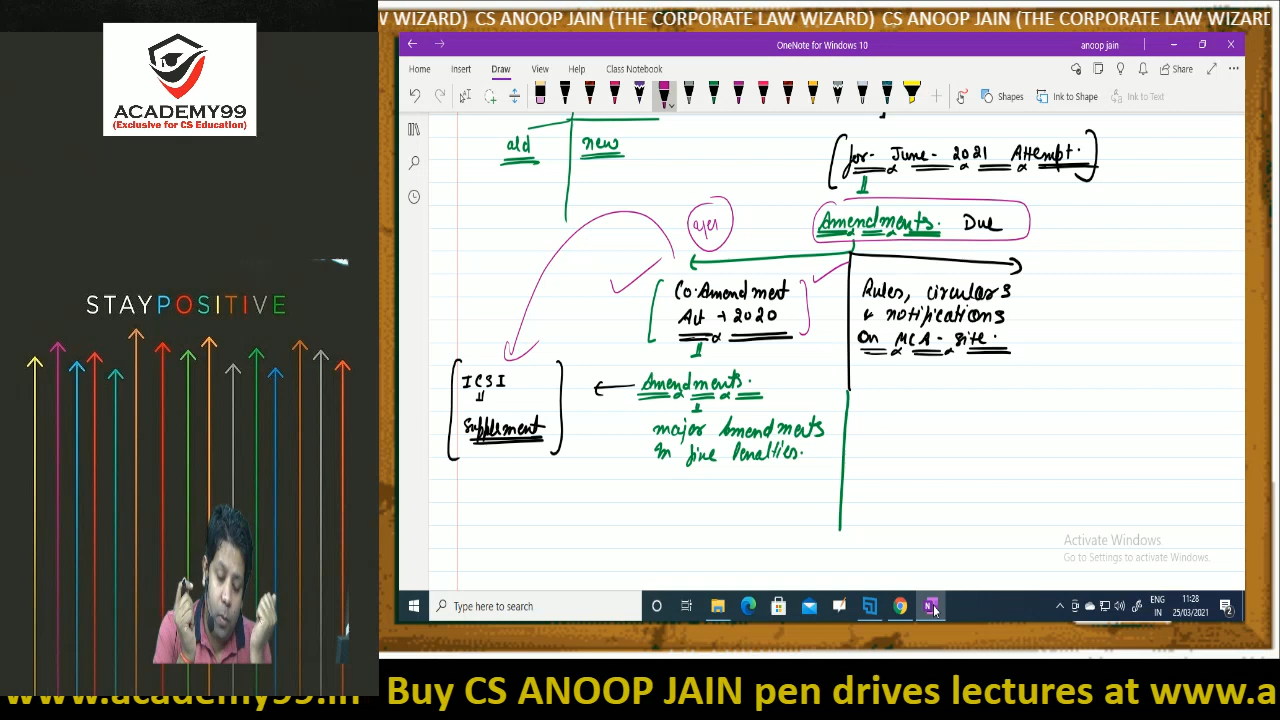 W WIZARD) CS ANOOP JAIN (THE CORPORATE LAW WIZARD) CS ANOOP JAIN (THE CORPORATE LAW WIZARD
ACADEMY99
(Exclusive for CS Education)
OneNote for Windows 10
anoop jain
Home Insert Draw View Help Class Notebook
Share
Shapes Ink to Shape Ink to Text
old new
for- June- 2021 Attempt.
Amendments. Due
Co. Amendment
Act → 2020
Rules, circulars
& notifications
On MCA- site.
STAYPOSITIVE
ICSI
Supplement
Amendments.
major Amendments
In fine Penalties.
Activate Windows
Go to Settings to activate Windows.
Type here to search
ENG
IN
11:28
25/03/2021
2
www.academy99.in Buy CS ANOOP JAIN pen drives lectures at www.a